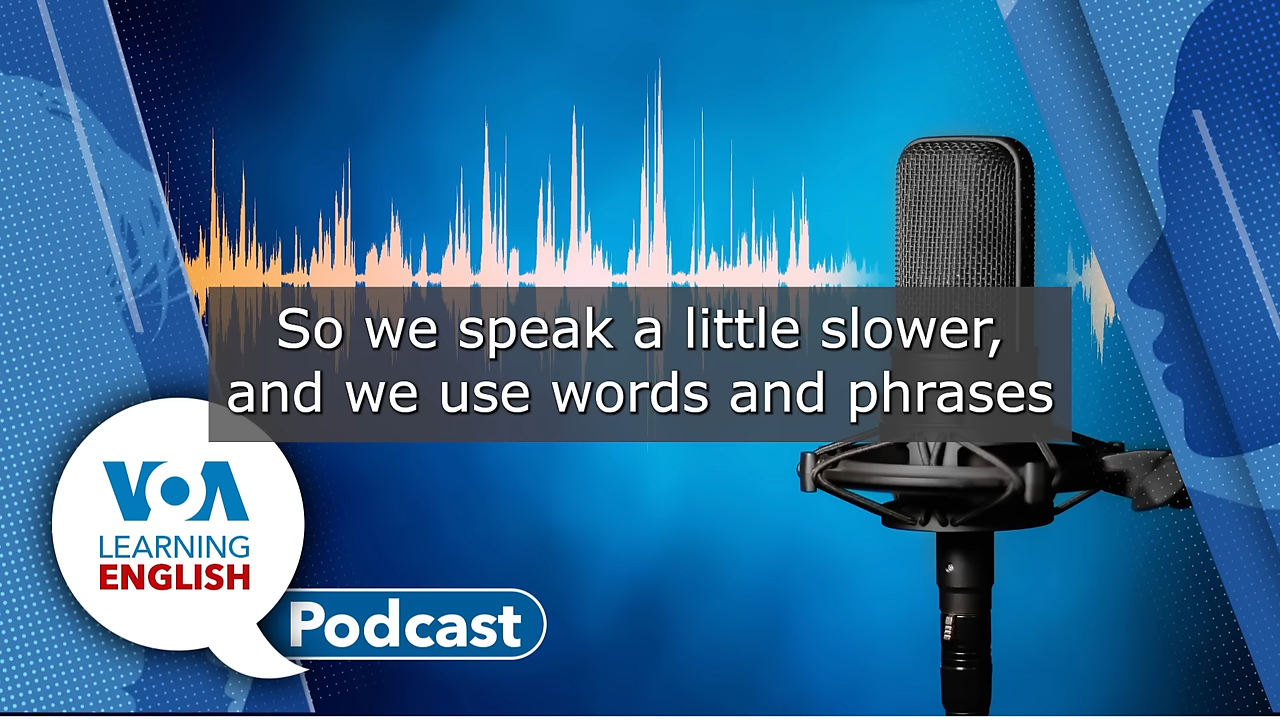 So we speak a little slower,
and we use words and phrases
VOA
LEARNING
ENGLISH
Podcast